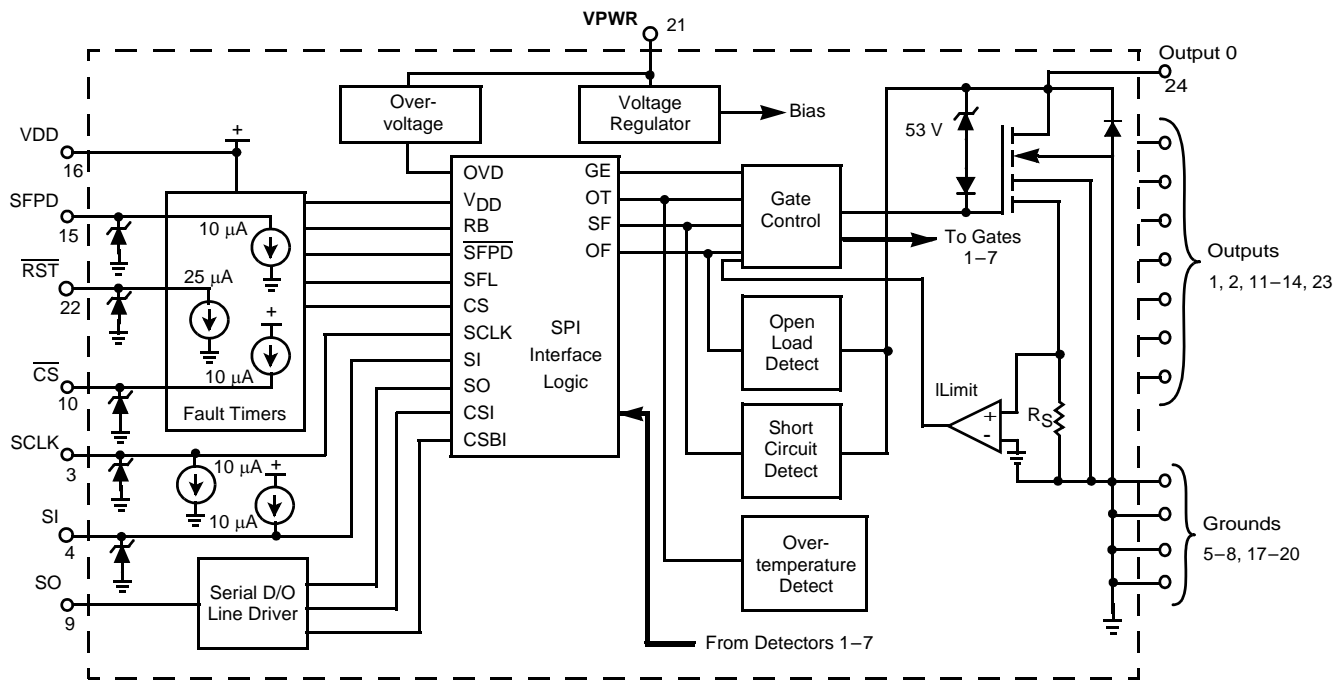 VPWR
21
Output 0
24
Over-
voltage
Voltage
Regulator
Bias
VDD
16
+
53 V
OVD
VDD
RB
SFPD
SFL
CS
SCLK
SI
SO
CSI
CSBI
GE
OT
SF
OF
SPI
Interface
Logic
Gate
Control
To Gates
1–7
SFPD
15
10 μA
RST
22
25 μA
+
10 μA
CS
10
Fault Timers
Outputs
1, 2, 11–14, 23
Open
Load
Detect
ILimit
+
-
RS
Short
Circuit
Detect
SCLK
3
10 μA
+
10 μA
SI
4
Grounds
5–8, 17–20
Over-
temperature
Detect
SO
9
Serial D/O
Line Driver
From Detectors 1–7